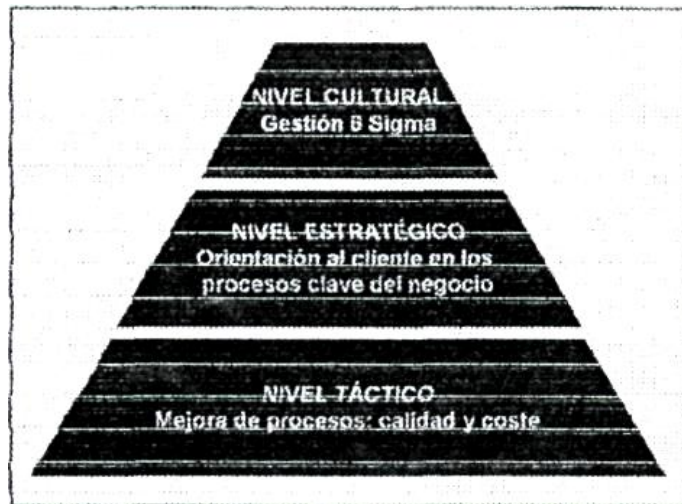 NIVEL CULTURAL
Gestión 6 Sigma
NIVEL ESTRATÉGICO
Orientación al cliente en los
procesos clave del negocio
NIVEL TÁCTICO
Mejora de procesos: calidad y coste